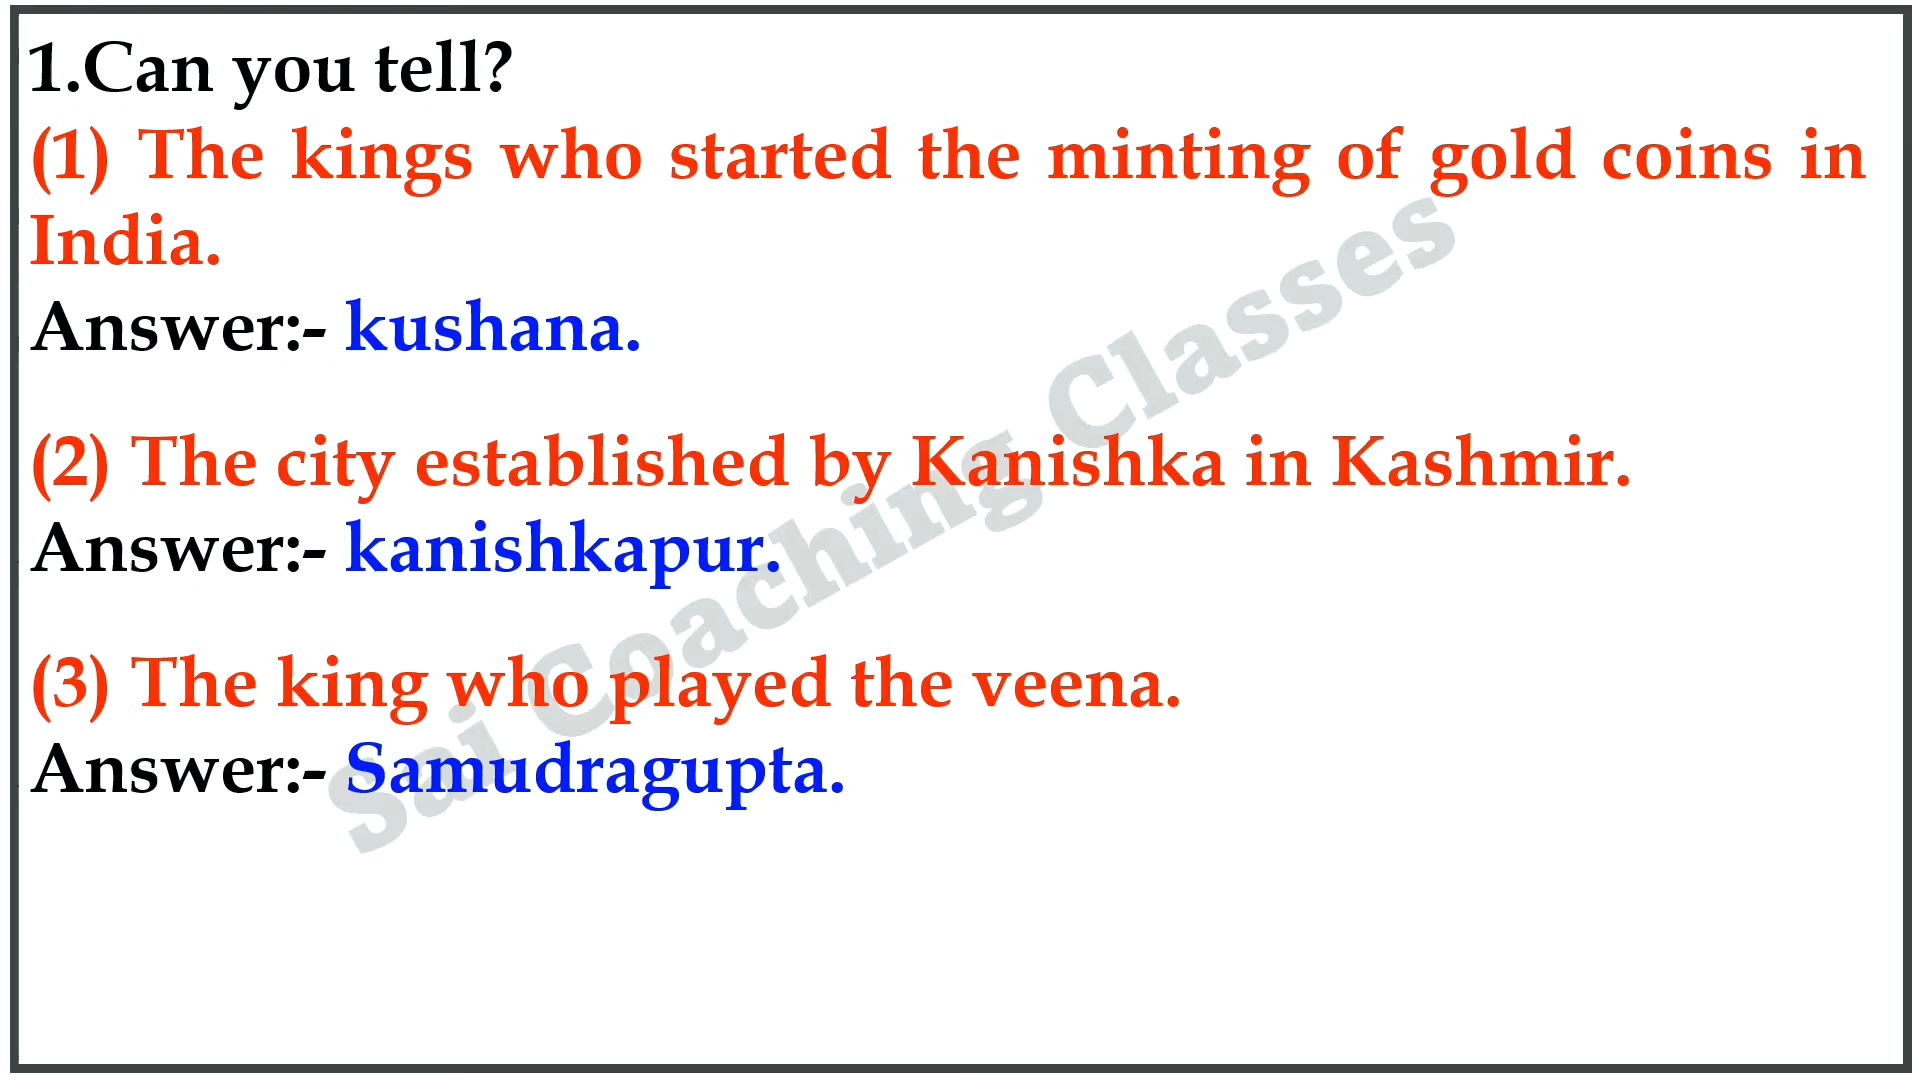 1.Can you tell?
(1) The kings who started the minting of gold coins in
India.
Answer:- kushana.
(2) The city established by Kanishka in Kashmir.
Answer:- kanishkapur.
(3) The king who played the veena.
Answer:- Samudragupta.
Sai Coaching Classes